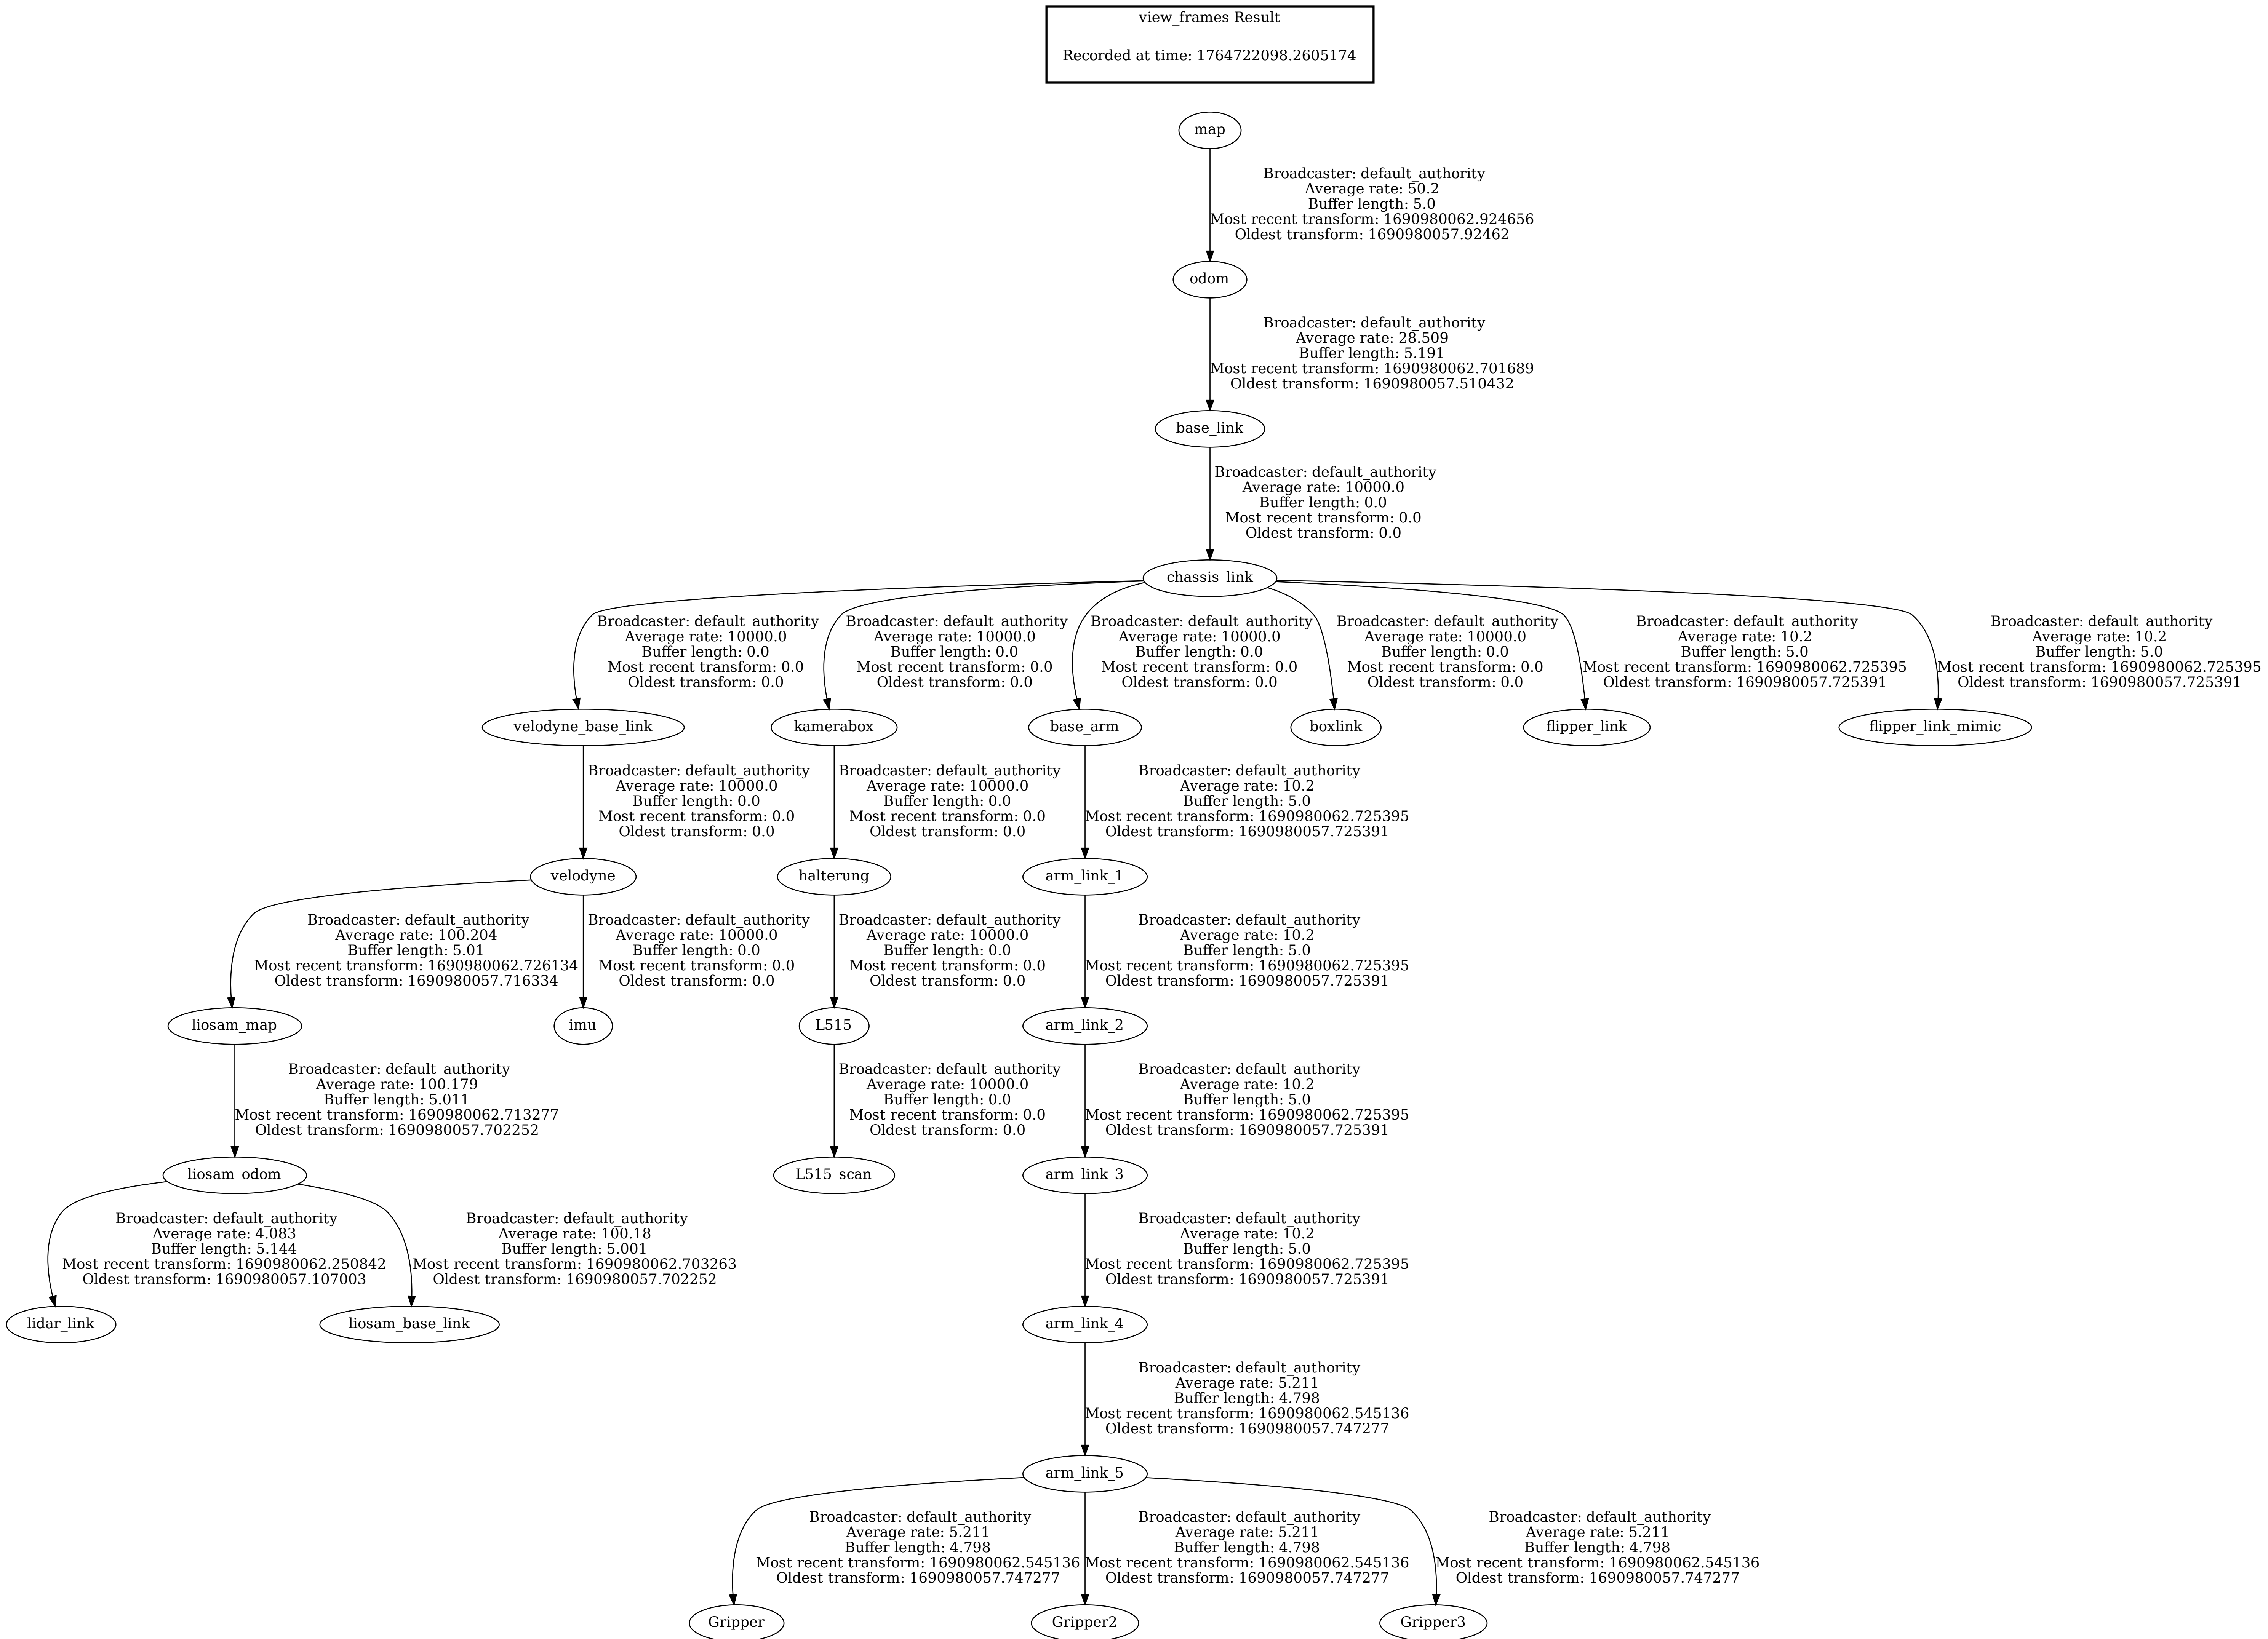 view_frames Result
Recorded at time: 1764722098.2605174
map
Broadcaster: default_authority
Average rate: 50.2
Buffer length: 5.0
Most recent transform: 1690980062.924656
Oldest transform: 1690980057.92462
odom
Broadcaster: default_authority
Average rate: 28.509
Buffer length: 5.191
Most recent transform: 1690980062.701689
Oldest transform: 1690980057.510432
base_link
Broadcaster: default_authority
Average rate: 10000.0
Buffer length: 0.0
Most recent transform: 0.0
Oldest transform: 0.0
chassis_link
Broadcaster: default_authority
Average rate: 10000.0
Buffer length: 0.0
Most recent transform: 0.0
Oldest transform: 0.0
Broadcaster: default_authority
Average rate: 10000.0
Buffer length: 0.0
Most recent transform: 0.0
Oldest transform: 0.0
Broadcaster: default_authority
Average rate: 10000.0
Buffer length: 0.0
Most recent transform: 0.0
Oldest transform: 0.0
Broadcaster: default_authority
Average rate: 10000.0
Buffer length: 0.0
Most recent transform: 0.0
Oldest transform: 0.0
Broadcaster: default_authority
Average rate: 10.2
Buffer length: 5.0
Most recent transform: 1690980062.725395
Oldest transform: 1690980057.725391
Broadcaster: default_authority
Average rate: 10.2
Buffer length: 5.0
Most recent transform: 1690980062.725395
Oldest transform: 1690980057.725391
velodyne_base_link
kamerabox
base_arm
boxlink
flipper_link
flipper_link_mimic
Broadcaster: default_authority
Average rate: 10000.0
Buffer length: 0.0
Most recent transform: 0.0
Oldest transform: 0.0
Broadcaster: default_authority
Average rate: 10000.0
Buffer length: 0.0
Most recent transform: 0.0
Oldest transform: 0.0
Broadcaster: default_authority
Average rate: 10.2
Buffer length: 5.0
Most recent transform: 1690980062.725395
Oldest transform: 1690980057.725391
velodyne
halterung
arm_link_1
Broadcaster: default_authority
Average rate: 100.204
Buffer length: 5.01
Most recent transform: 1690980062.726134
Oldest transform: 1690980057.716334
Broadcaster: default_authority
Average rate: 10000.0
Buffer length: 0.0
Most recent transform: 0.0
Oldest transform: 0.0
Broadcaster: default_authority
Average rate: 10000.0
Buffer length: 0.0
Most recent transform: 0.0
Oldest transform: 0.0
Broadcaster: default_authority
Average rate: 10.2
Buffer length: 5.0
Most recent transform: 1690980062.725395
Oldest transform: 1690980057.725391
liosam_map
imu
L515
arm_link_2
Broadcaster: default_authority
Average rate: 100.179
Buffer length: 5.011
Most recent transform: 1690980062.713277
Oldest transform: 1690980057.702252
Broadcaster: default_authority
Average rate: 10000.0
Buffer length: 0.0
Most recent transform: 0.0
Oldest transform: 0.0
Broadcaster: default_authority
Average rate: 10.2
Buffer length: 5.0
Most recent transform: 1690980062.725395
Oldest transform: 1690980057.725391
liosam_odom
L515_scan
arm_link_3
Broadcaster: default_authority
Average rate: 4.083
Buffer length: 5.144
Most recent transform: 1690980062.250842
Oldest transform: 1690980057.107003
Broadcaster: default_authority
Average rate: 100.18
Buffer length: 5.001
Most recent transform: 1690980062.703263
Oldest transform: 1690980057.702252
Broadcaster: default_authority
Average rate: 10.2
Buffer length: 5.0
Most recent transform: 1690980062.725395
Oldest transform: 1690980057.725391
lidar_link
liosam_base_link
arm_link_4
Broadcaster: default_authority
Average rate: 5.211
Buffer length: 4.798
Most recent transform: 1690980062.545136
Oldest transform: 1690980057.747277
arm_link_5
Broadcaster: default_authority
Average rate: 5.211
Buffer length: 4.798
Most recent transform: 1690980062.545136
Oldest transform: 1690980057.747277
Broadcaster: default_authority
Average rate: 5.211
Buffer length: 4.798
Most recent transform: 1690980062.545136
Oldest transform: 1690980057.747277
Broadcaster: default_authority
Average rate: 5.211
Buffer length: 4.798
Most recent transform: 1690980062.545136
Oldest transform: 1690980057.747277
Gripper
Gripper2
Gripper3